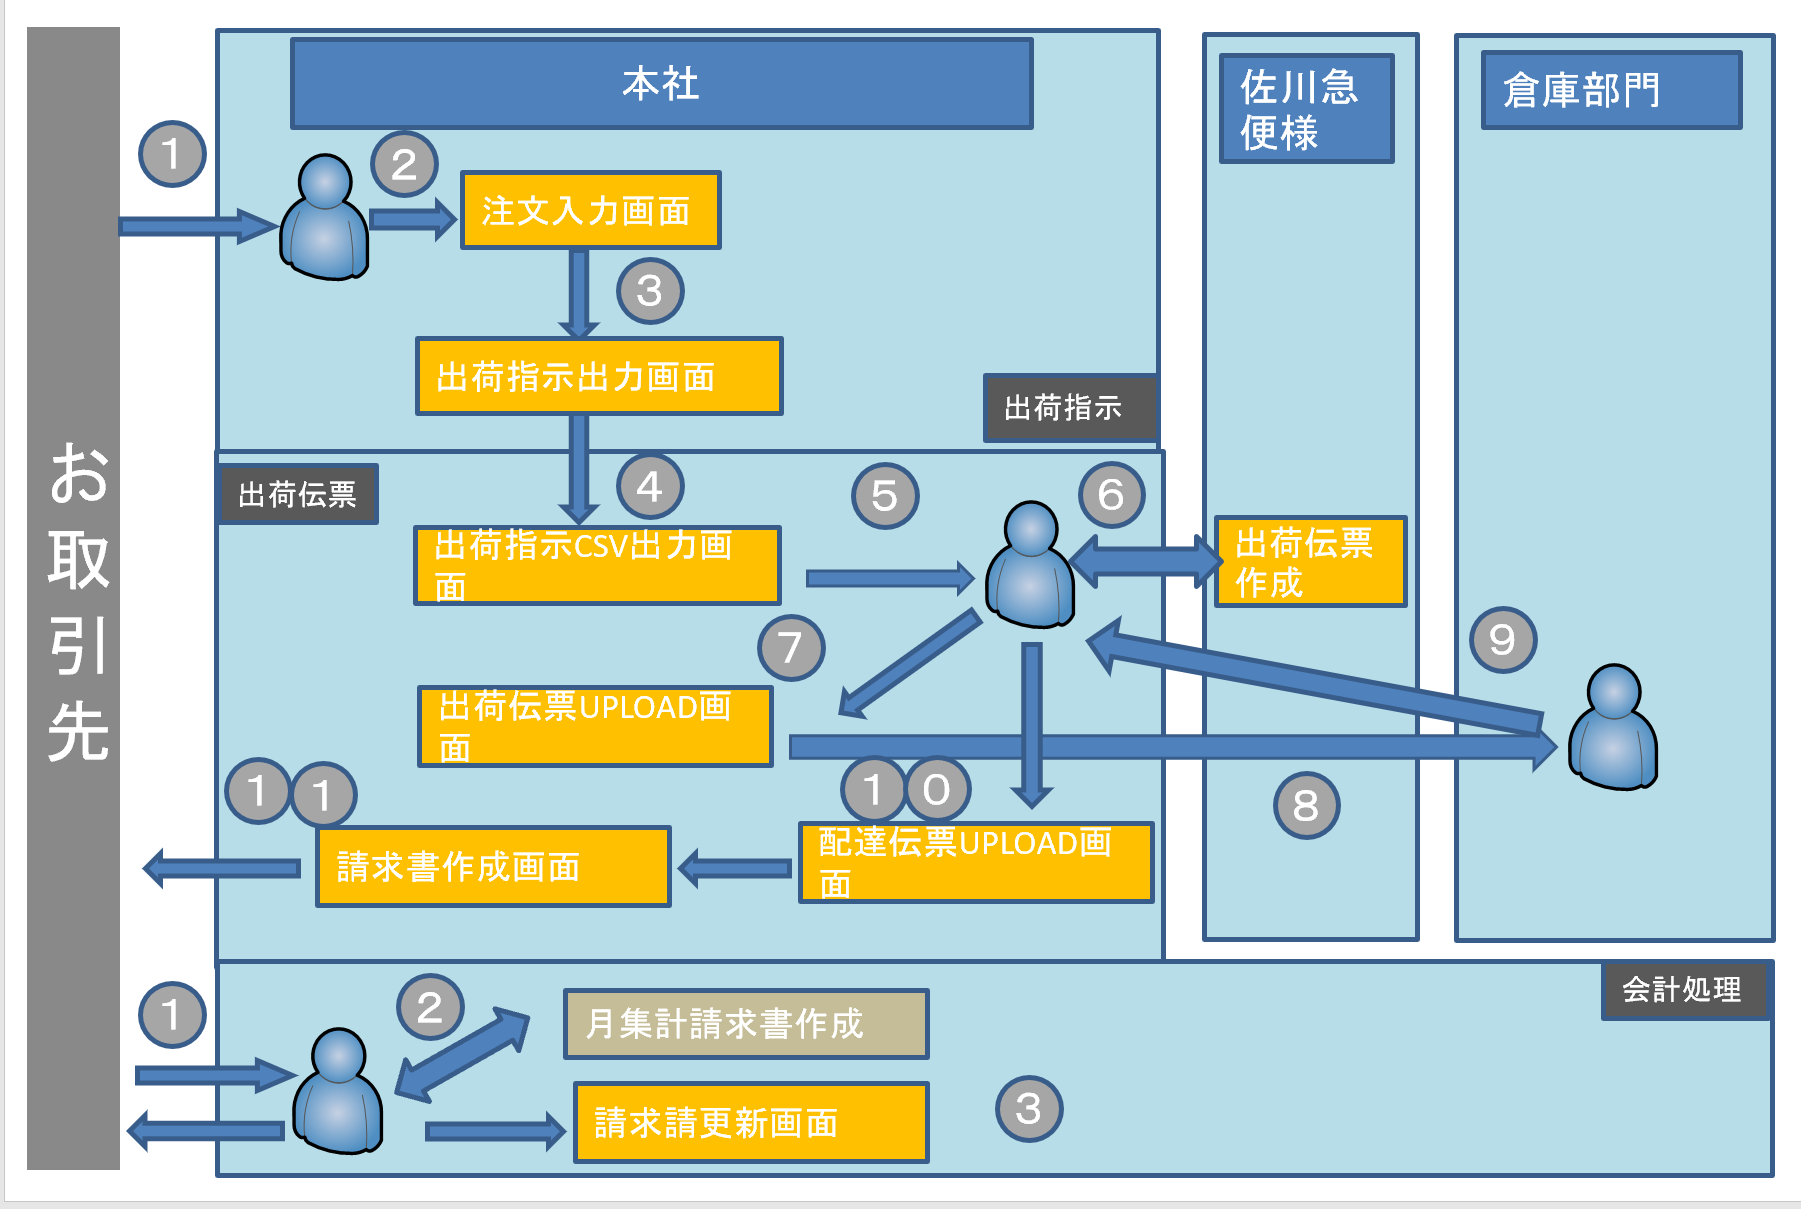 お取引先
本社
佐川急
便様
倉庫部門
1
2
注文入力画面
3
出荷指示出力画面
出荷指示
出荷伝票
4
5
6
出荷指示CSV出力画
面
出荷伝票
作成
7
9
出荷伝票UPLOAD画
面
8
1 1
1 0
配達伝票UPLOAD画
面
請求書作成画面
会計処理
1
2
月集計請求書作成
3
請求請更新画面